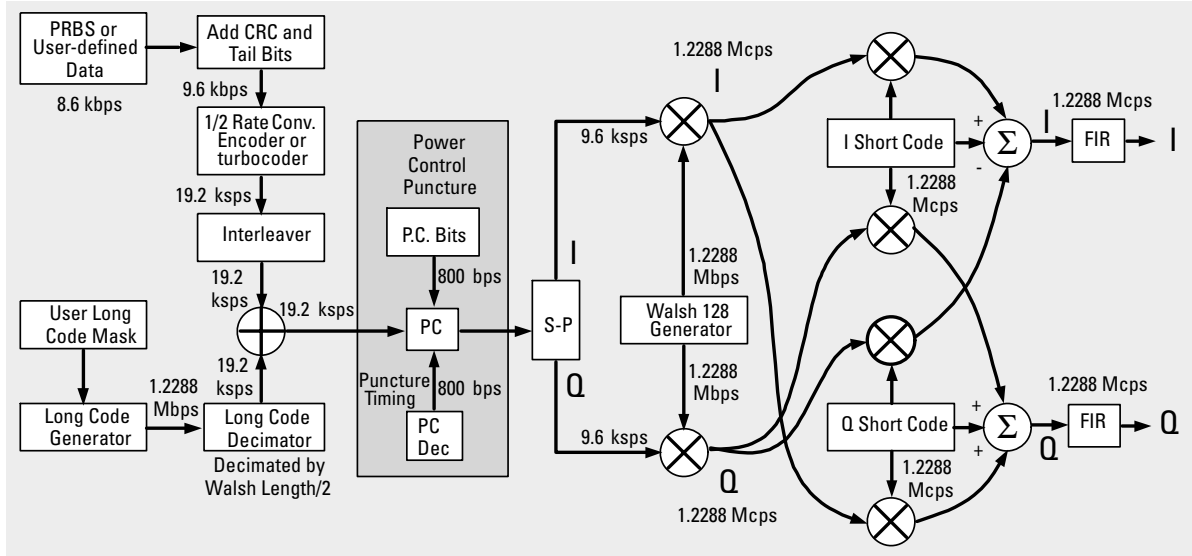 PRBS or
User-defined
Data
8.6 kbps
Add CRC and
Tail Bits
9.6 kbps
1/2 Rate Conv.
Encoder or
turbocoder
19.2 ksps
Interleaver
19.2
ksps
19.2 ksps
User Long
Code Mask
Long Code
Generator
1.2288
Mbps
19.2
ksps
Long Code
Decimator
Decimated by
Walsh Length/2
Power
Control
Puncture
P.C. Bits
800 bps
PC
Puncture
Timing
800 bps
PC
Dec
S-P
I
Q
9.6 ksps
9.6 ksps
1.2288 Mcps
I
1.2288
Mbps
Walsh 128
Generator
1.2288
Mbps
Q
1.2288 Mcps
I Short Code
1.2288
Mcps
Q Short Code
1.2288
Mcps
+
-
Σ
I
1.2288 Mcps
FIR
I
+
+
Σ
Q
1.2288 Mcps
FIR
Q